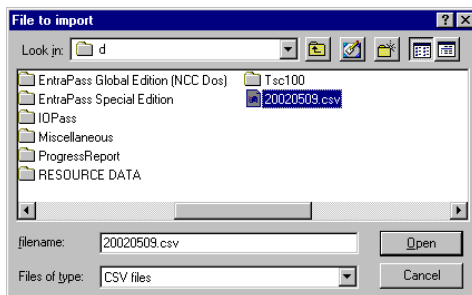 File to import
Look in: d
EntraPass Global Edition (NCC Dos) Tsc100
EntraPass Special Edition 20020509.csv
IOPass
Miscellaneous
ProgressReport
RESOURCE DATA
filename: 20020509.csv Open
Files of type: CSV files Cancel